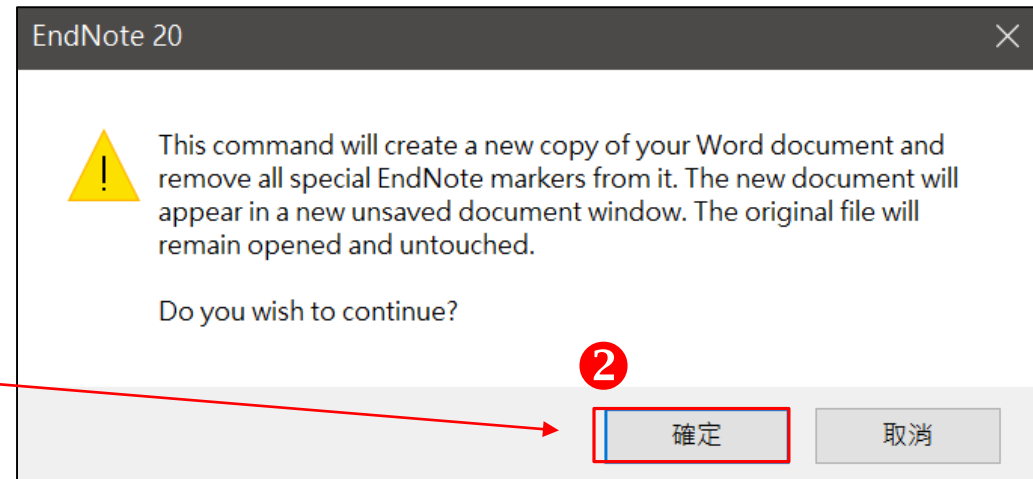 EndNote 20
This command will create a new copy of your Word document and
remove all special EndNote markers from it. The new document will
appear in a new unsaved document window. The original file will
remain opened and untouched.
Do you wish to continue?
2
確定 取消